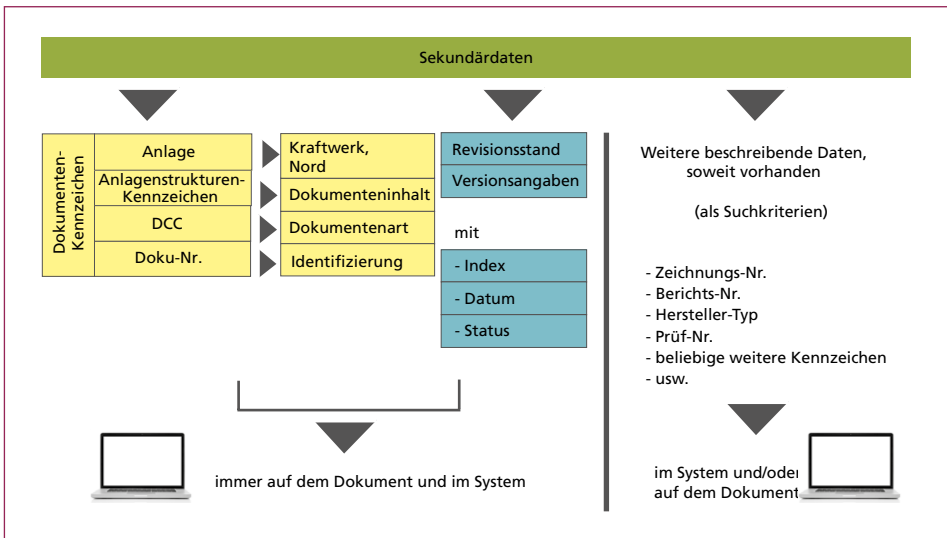 Sekundärdaten
Dokumenten-
Kennzeichen
Anlage
Kraftwerk,
Nord
Anlagenstrukturen-
Kennzeichen
Dokumenteninhalt
DCC
Dokumentenart
Doku-Nr.
Identifizierung
Revisionsstand
Versionsangaben
mit
- Index
- Datum
- Status
immer auf dem Dokument und im System
Weitere beschreibende Daten,
soweit vorhanden
(als Suchkriterien)
- Zeichnungs-Nr.
- Berichts-Nr.
- Hersteller-Typ
- Prüf-Nr.
- beliebige weitere Kennzeichen
- usw.
im System und/oder
auf dem Dokument